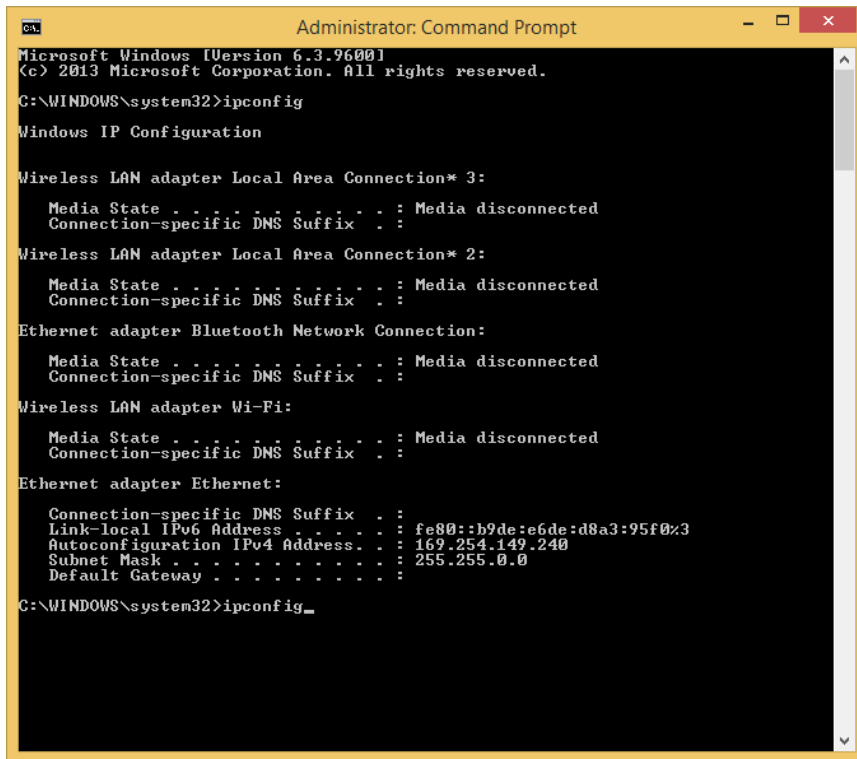 Administrator: Command Prompt
Microsoft Windows [Version 6.3.9600]
(c) 2013 Microsoft Corporation. All rights reserved.
C:\WINDOWS\system32>ipconfig
Windows IP Configuration
Wireless LAN adapter Local Area Connection* 3:
Media State . . . . . . . . . . . : Media disconnected
Connection-specific DNS Suffix  . :
Wireless LAN adapter Local Area Connection* 2:
Media State . . . . . . . . . . . : Media disconnected
Connection-specific DNS Suffix  . :
Ethernet adapter Bluetooth Network Connection:
Media State . . . . . . . . . . . : Media disconnected
Connection-specific DNS Suffix  . :
Wireless LAN adapter Wi-Fi:
Media State . . . . . . . . . . . : Media disconnected
Connection-specific DNS Suffix  . :
Ethernet adapter Ethernet:
Connection-specific DNS Suffix  . :
Link-local IPv6 Address . . . . . : fe80::b9de:e6de:d8a3:95f0%3
Autoconfiguration IPv4 Address. . : 169.254.149.240
Subnet Mask . . . . . . . . . . . : 255.255.0.0
Default Gateway . . . . . . . . . :
C:\WINDOWS\system32>ipconfig_